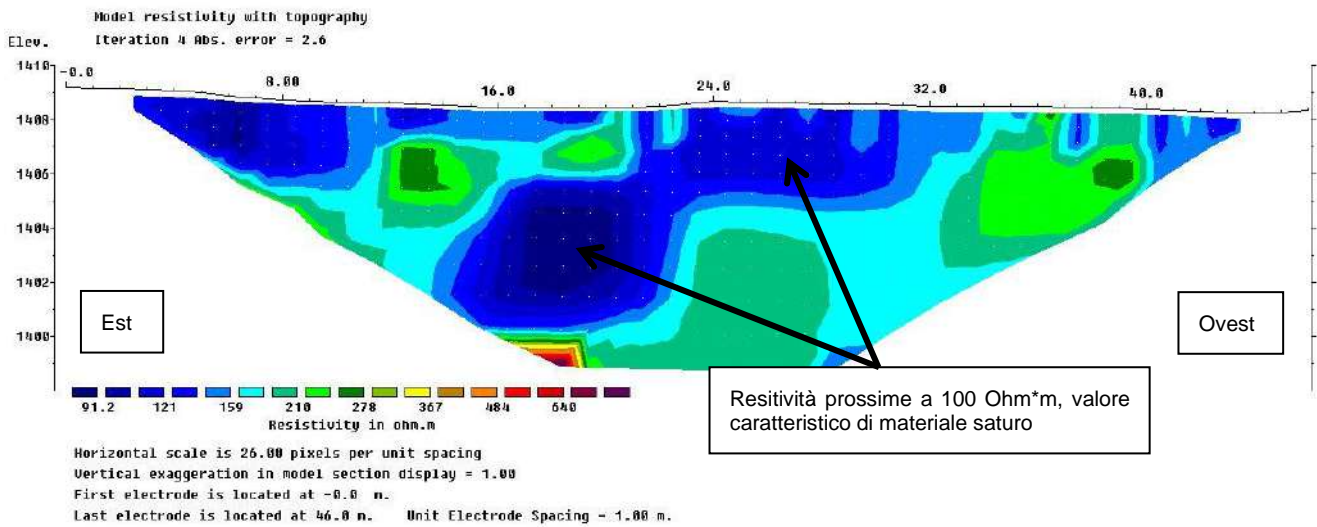 Model resistivity with topography
Iteration 4 Abs. error = 2.6
Elev.
1410
-0.0
8.00
16.0
24.0
32.0
40.0
1408
1406
1404
1402
1400
Est
Ovest
Resitività prossime a 100 Ohm*m, valore
caratteristico di materiale saturo
91.2 121 159 210 278 367 484 640
Resistivity in ohm.m
Horizontal scale is 26.00 pixels per unit spacing
Vertical exaggeration in model section display = 1.00
First electrode is located at -0.0 m.
Last electrode is located at 46.0 m. Unit Electrode Spacing = 1.00 m.